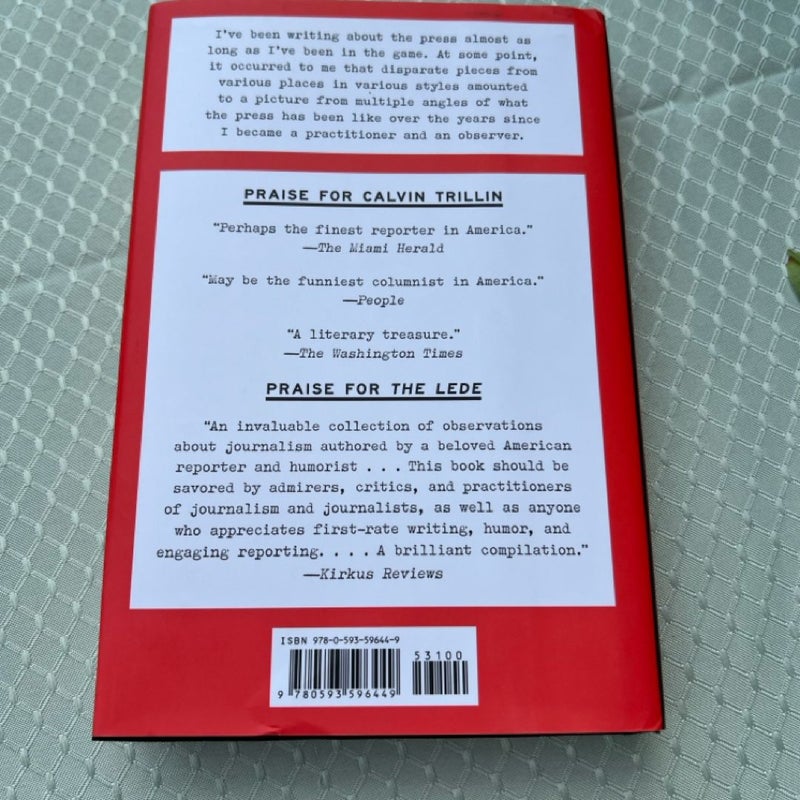 I've been writing about the press almost as
long as I've been in the game. At some point,
it occurred to me that disparate pieces from
various places in various styles amounted
to a picture from multiple angles of what
the press has been like over the years since
I became a practitioner and an observer.
PRAISE FOR CALVIN TRILLIN
“Perhaps the finest reporter in America.”
—The Miami Herald
“May be the funniest columnist in America.”
—People
“A literary treasure.”
—The Washington Times
PRAISE FOR THE LEDE
“An invaluable collection of observations
about journalism authored by a beloved American
reporter and humorist . . . This book should be
savored by admirers, critics, and practitioners
of journalism and journalists, as well as anyone
who appreciates first-rate writing, humor, and
engaging reporting. . . . A brilliant compilation.”
—Kirkus Reviews
ISBN 978-0-593-59644-9
53100
9 780593 596449